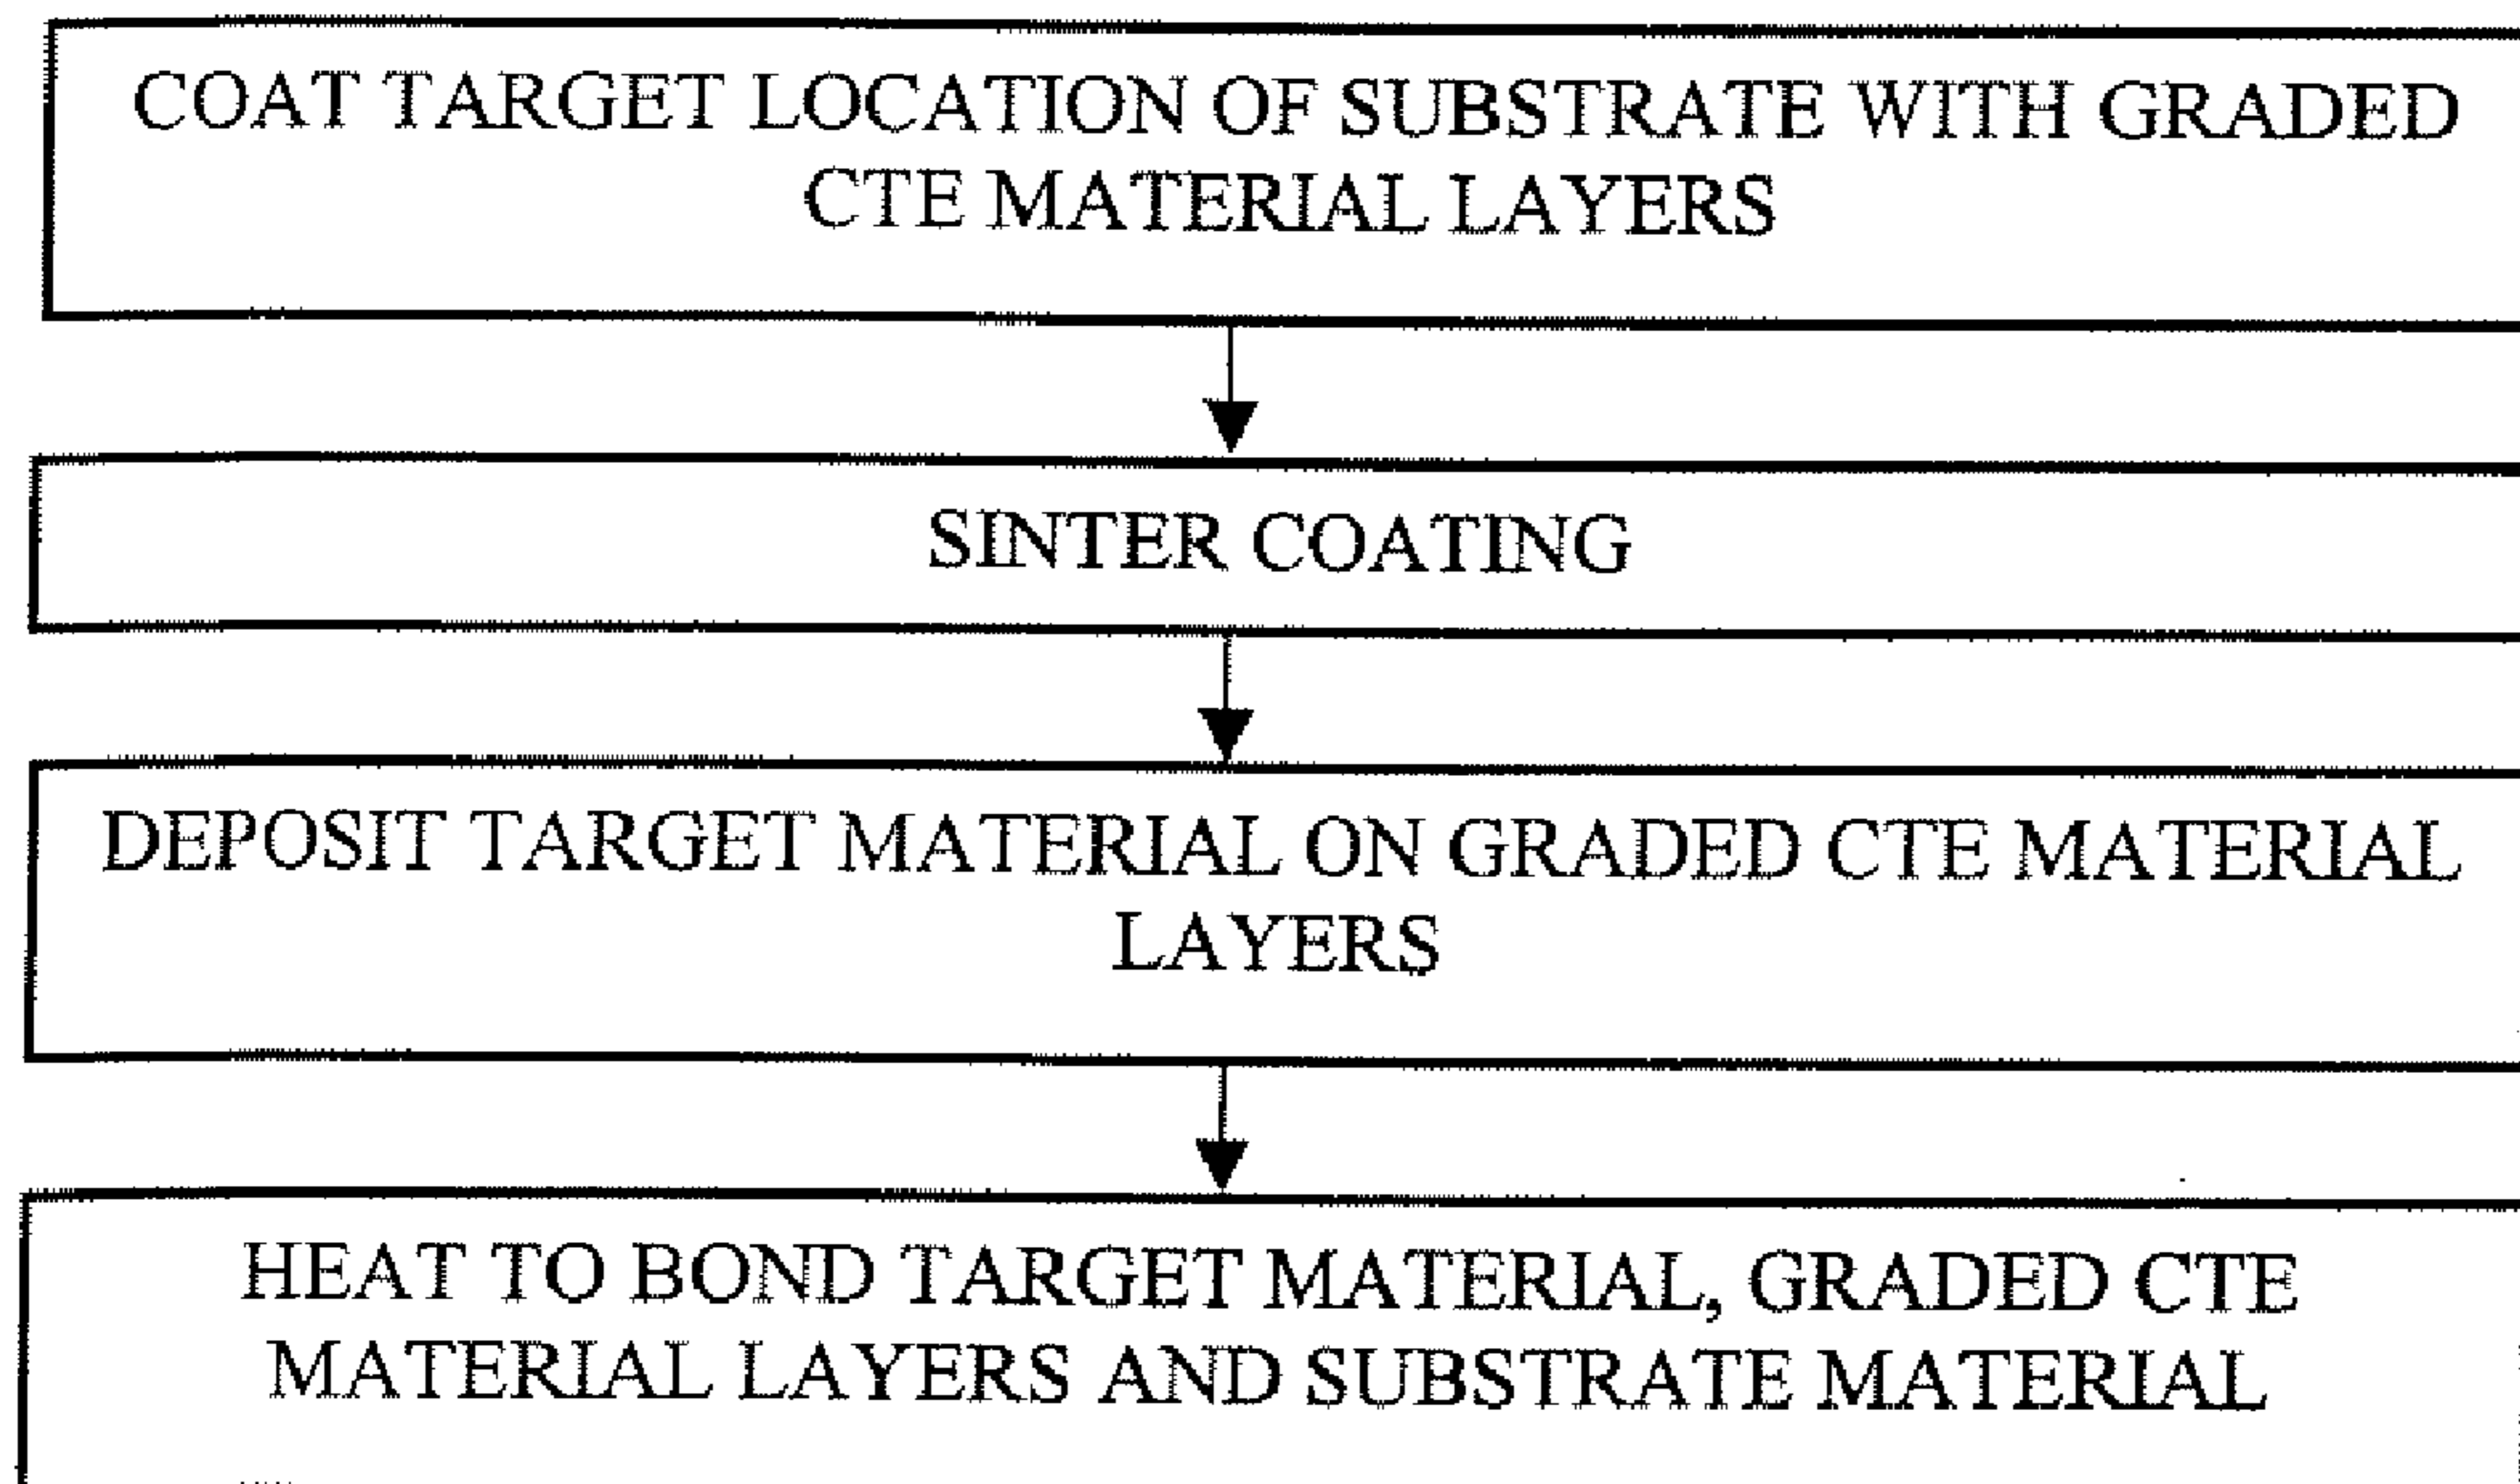 COAT TARGET LOCATION OF SUBSTRATE WITH GRADED
CTE MATERIAL LAYERS
SINTER COATING
DEPOSIT TARGET MATERIAL ON GRADED CTE MATERIAL
LAYERS
HEAT TO BOND TARGET MATERIAL, GRADED CTE
MATERIAL LAYERS AND SUBSTRATE MATERIAL